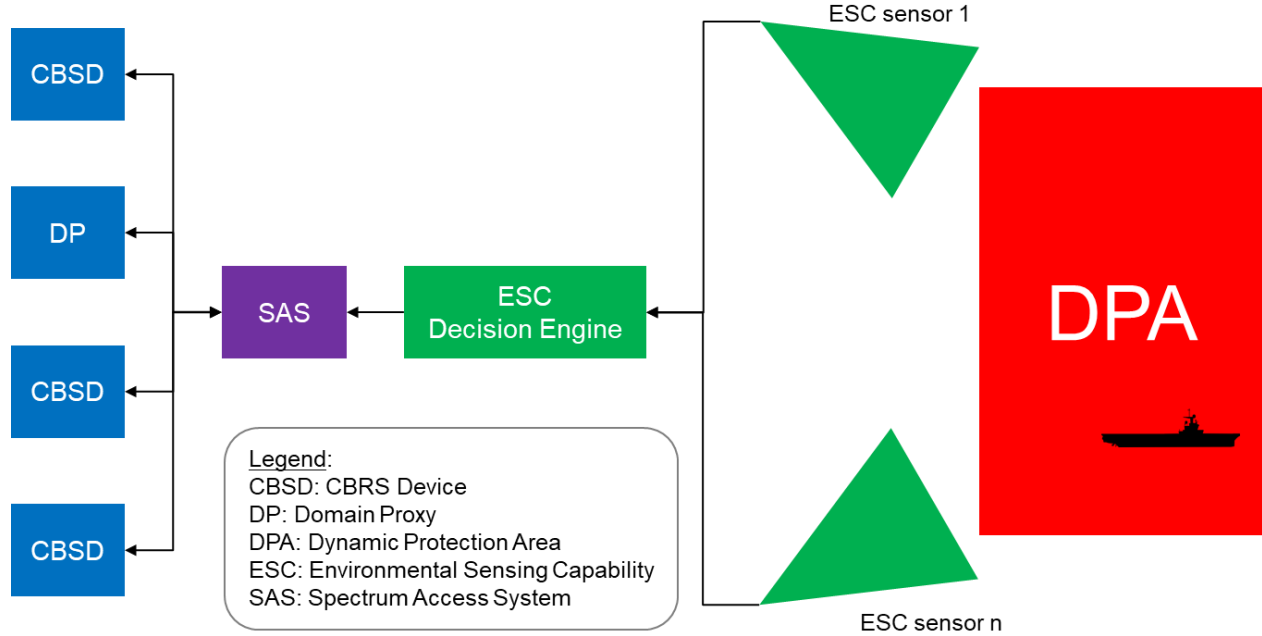 ESC sensor 1
CBSD
DP
SAS
ESC
Decision Engine
DPA
CBSD
CBSD
Legend:
CBSD: CBRS Device
DP: Domain Proxy
DPA: Dynamic Protection Area
ESC: Environmental Sensing Capability
SAS: Spectrum Access System
ESC sensor n